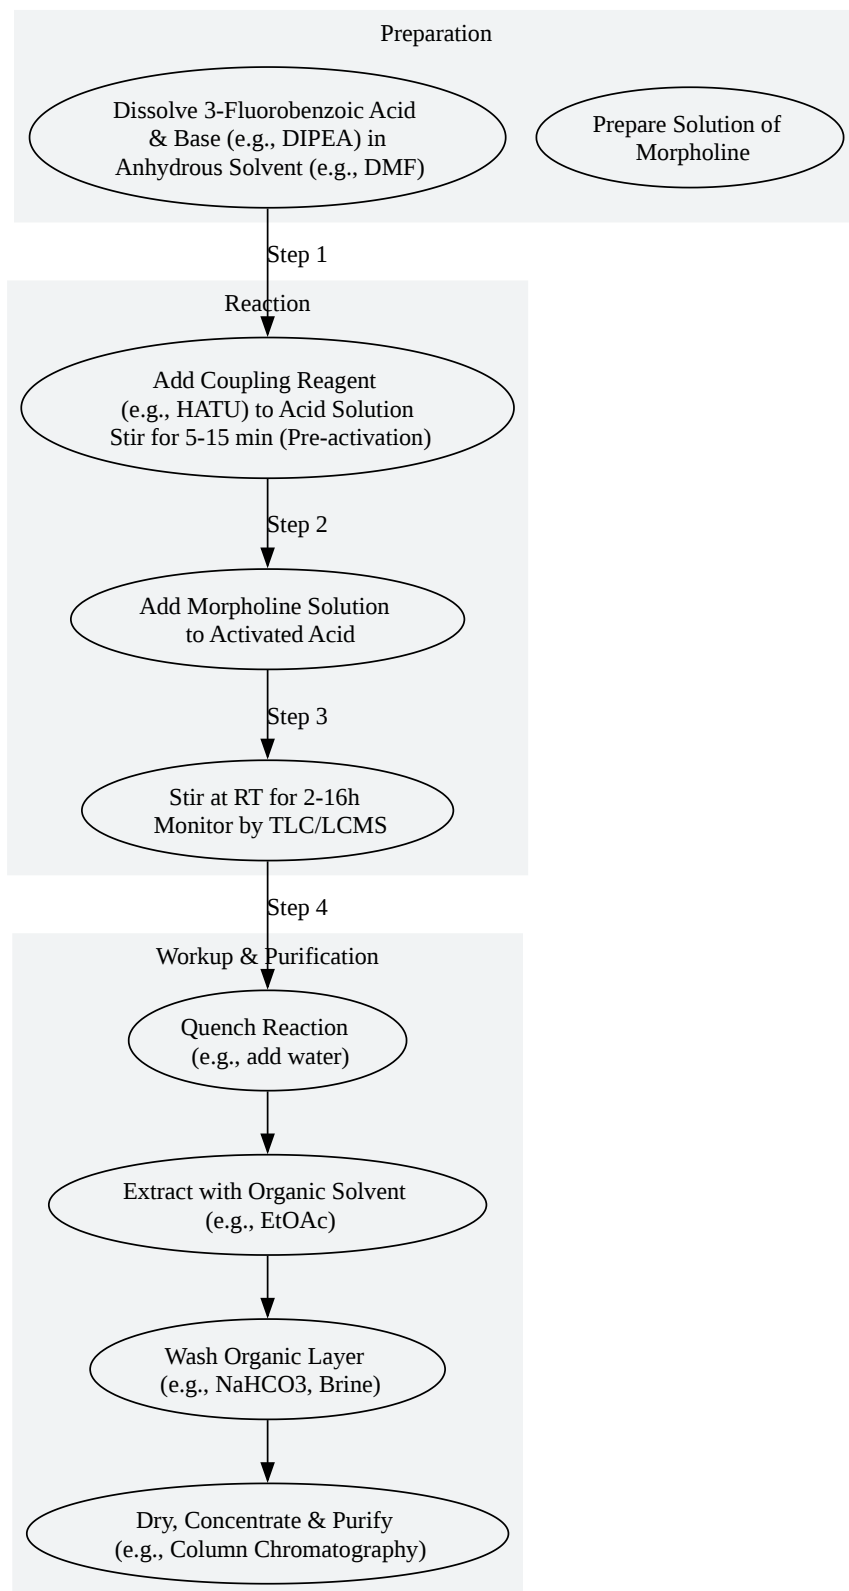 Preparation
Dissolve 3-Fluorobenzoic Acid
& Base (e.g., DIPEA) in
Anhydrous Solvent (e.g., DMF)
Prepare Solution of
Morpholine
Step 1
Reaction
Add Coupling Reagent
(e.g., HATU) to Acid Solution
Stir for 5-15 min (Pre-activation)
Step 2
Add Morpholine Solution
to Activated Acid
Step 3
Stir at RT for 2-16h
Monitor by TLC/LCMS
Step 4
Workup & Purification
Quench Reaction
(e.g., add water)
Extract with Organic Solvent
(e.g., EtOAc)
Wash Organic Layer
(e.g., NaHCO3, Brine)
Dry, Concentrate & Purify
(e.g., Column Chromatography)